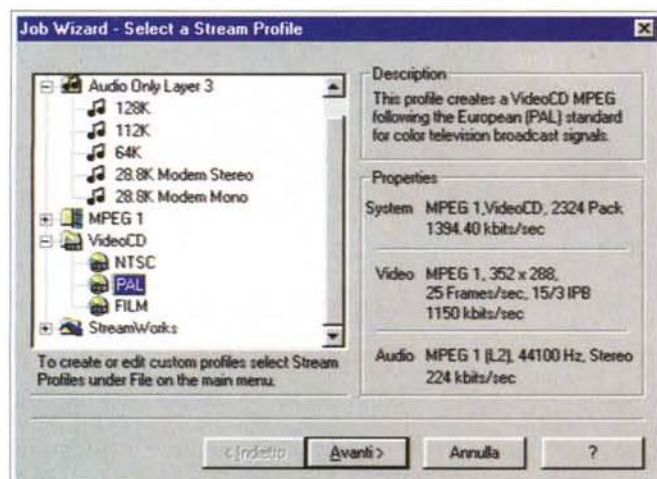 Job Wizard - Select a Stream Profile
Audio Only Layer 3
128K
112K
64K
28.8K Modem Stereo
28.8K Modem Mono
MPEG 1
VideoCD
NTSC
PAL
FILM
StreamWorks
To create or edit custom profiles select Stream
Profiles under File on the main menu.
Description
This profile creates a VideoCD MPEG
following the European (PAL) standard
for color television broadcast signals.
Properties
System MPEG 1,VideoCD, 2324 Pack
1394.40 kbits/sec
Video MPEG 1, 352 x 288,
25 Frames/sec, 15/3 IPB
1150 kbits/sec
Audio MPEG 1 (L2), 44100 Hz, Stereo
224 kbits/sec
< Indietro Avanti > Annulla ?